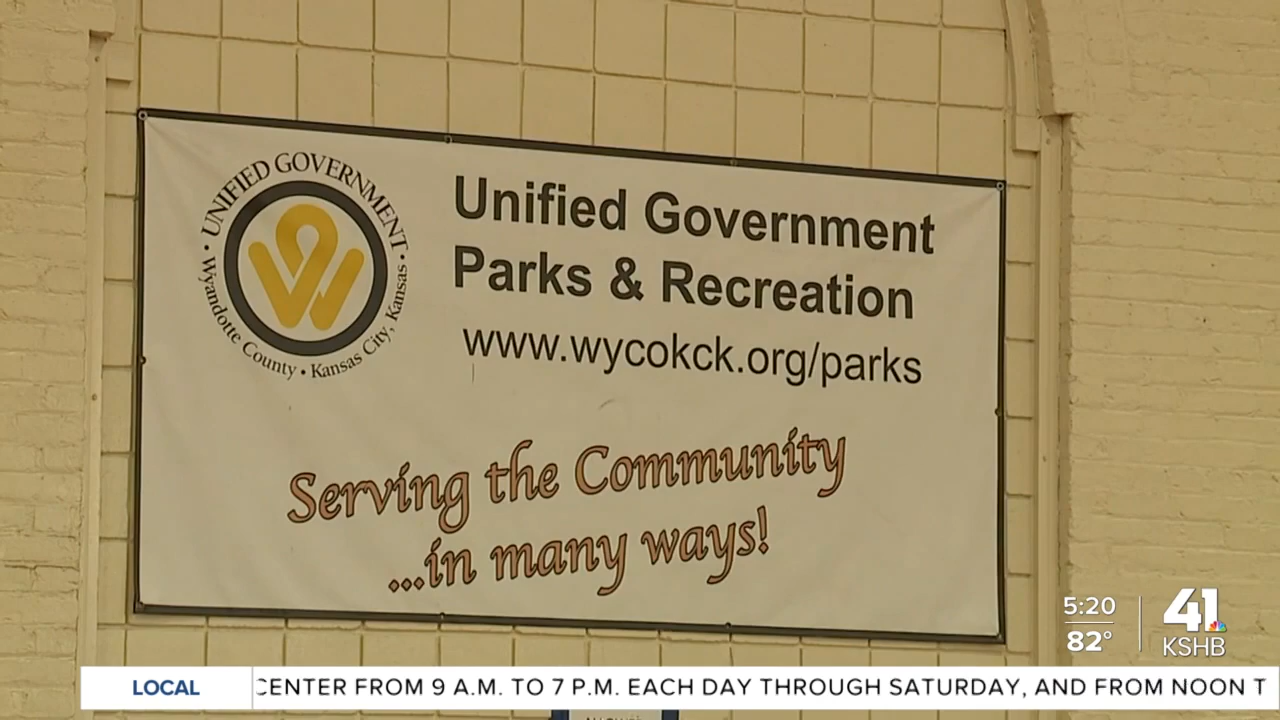 UNIFIED GOVERNMENT
• Wyandotte County • Kansas City, Kansas •
Unified Government
Parks & Recreation
www.wycokck.org/parks
Serving the Community
...in many ways!
5:20
82°
41
KSHB
LOCAL
CENTER FROM 9 A.M. TO 7 P.M. EACH DAY THROUGH SATURDAY, AND FROM NOON T